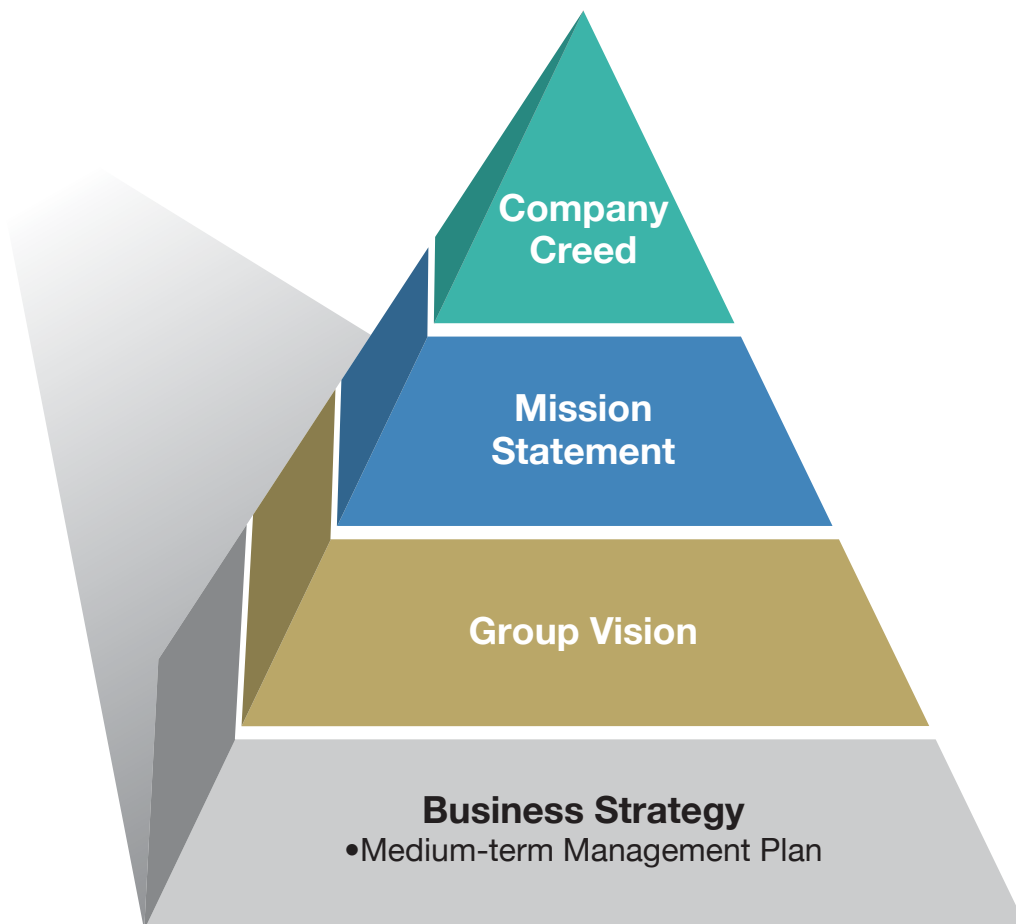 Company
Creed
Mission
Statement
Group Vision
Business Strategy
•Medium-term Management Plan